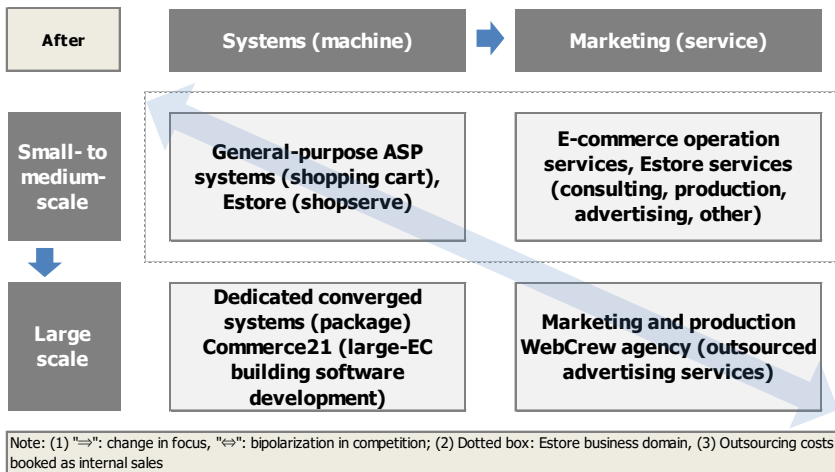 After
Systems (machine)
Marketing (service)
Small- to
medium-
scale
General-purpose ASP
systems (shopping cart),
Estore (shopserve)
E-commerce operation
services, Estore services
(consulting, production,
advertising, other)
Large
scale
Dedicated converged
systems (package)
Commerce21 (large-EC
building software
development)
Marketing and production
WebCrew agency (outsourced
advertising services)
Note: (1) "⇒": change in focus, "⇔": bipolarization in competition; (2) Dotted box: Estore business domain, (3) Outsourcing costs
booked as internal sales